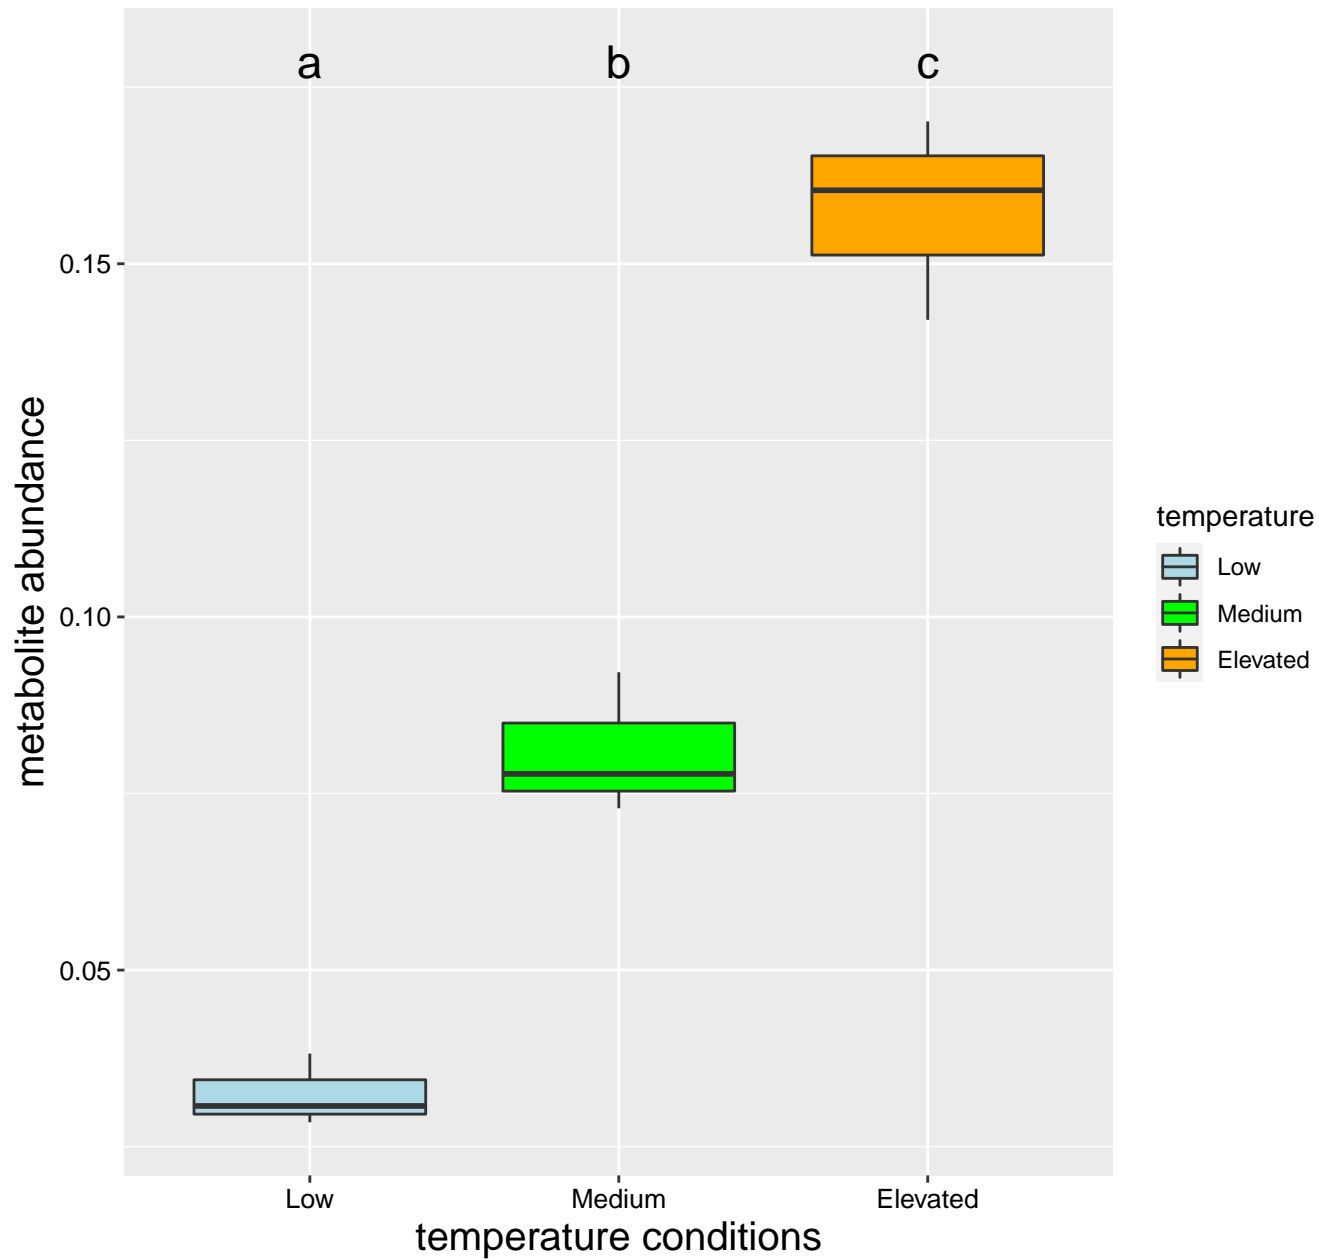 a b c
metabolite abundance
0.15
0.10
0.05
Low Medium Elevated
temperature conditions
temperature
Low
Medium
Elevated